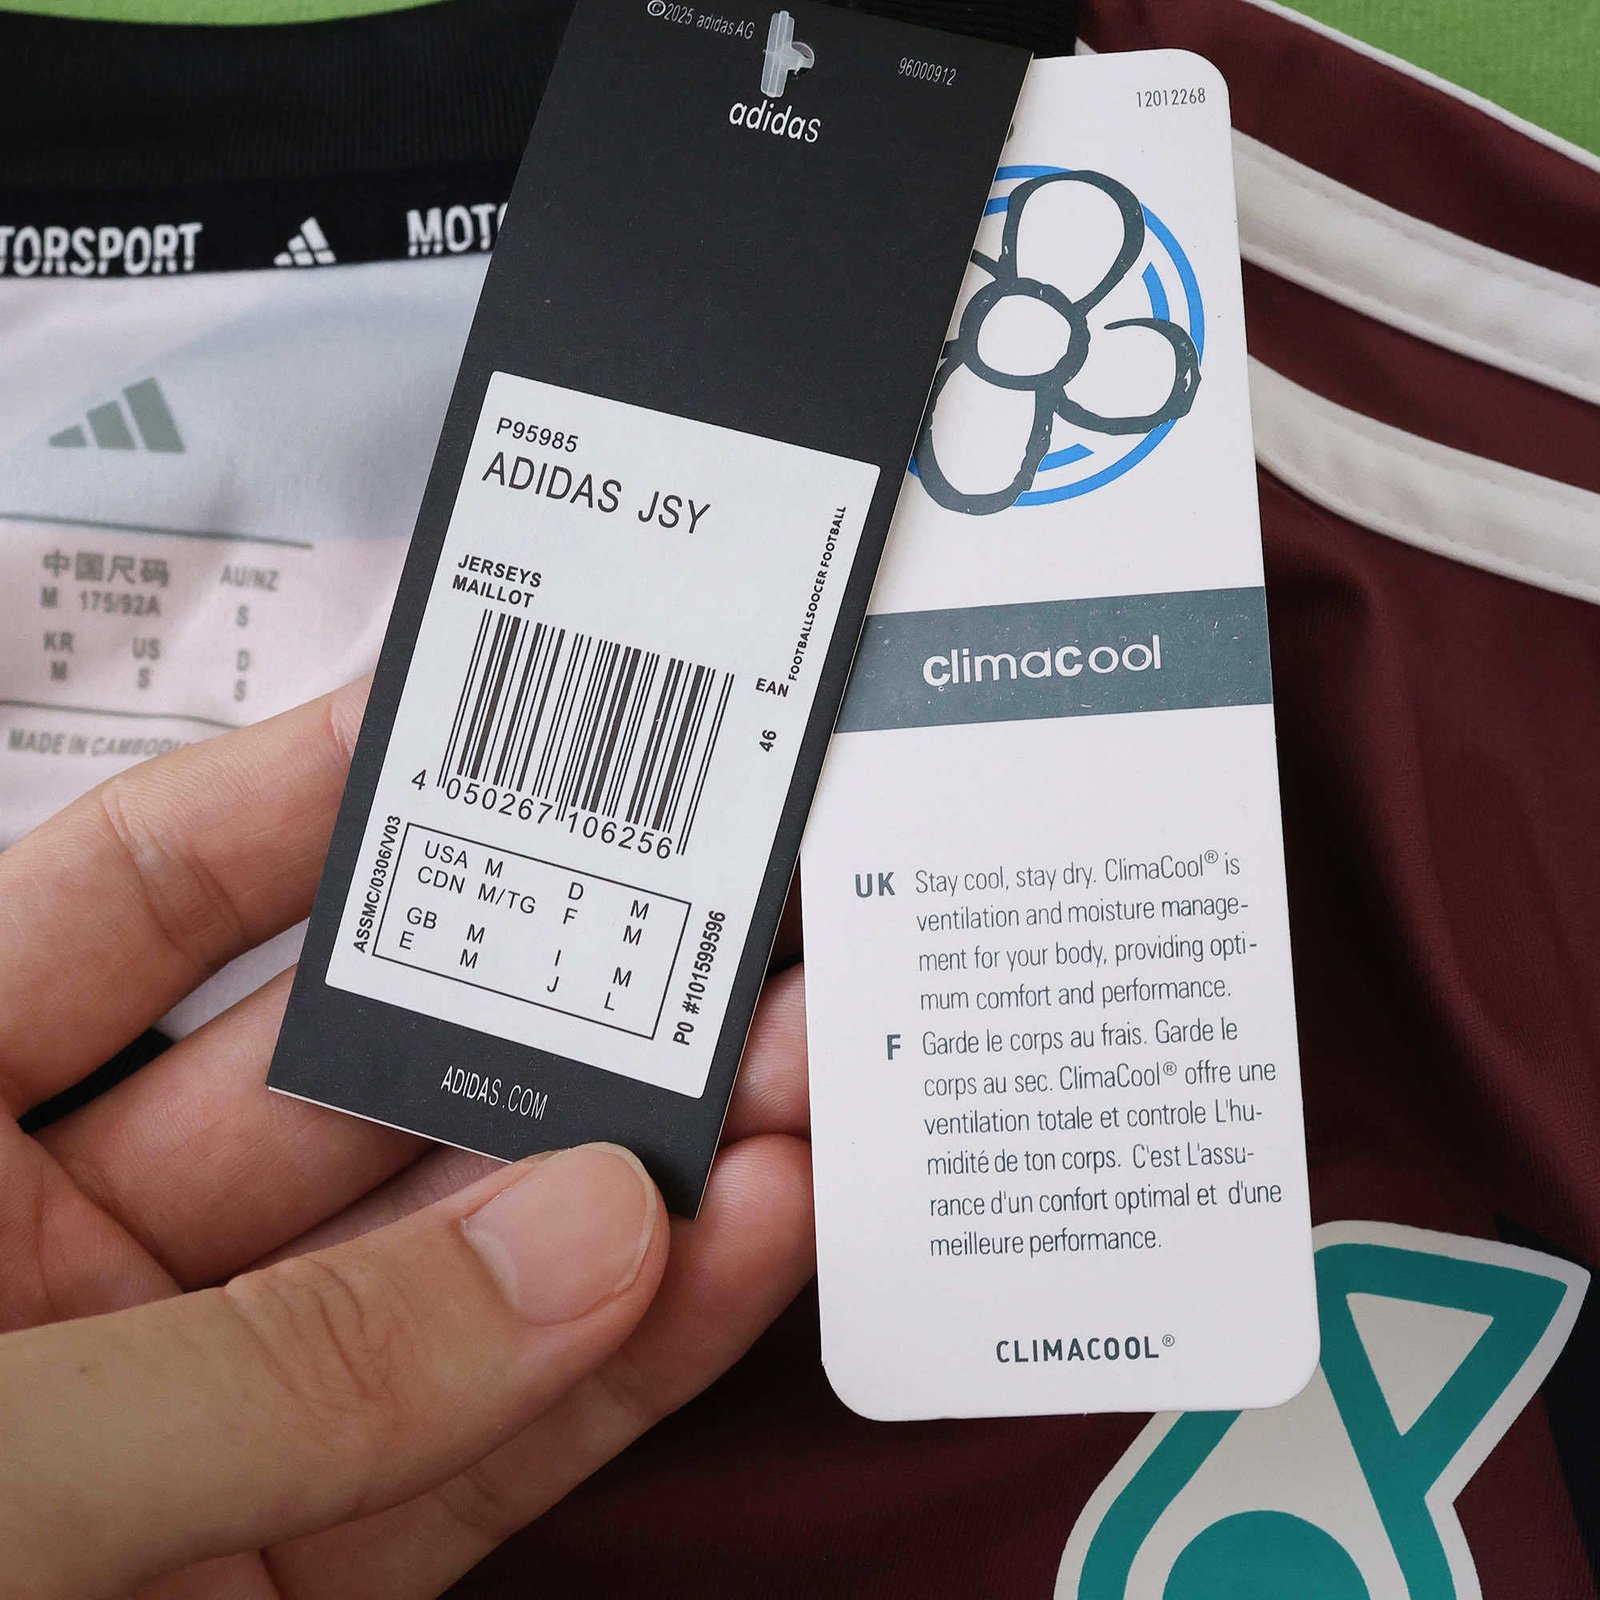 ©2025 adidas AG
96000912
adidas
12012268
TORSPORT
P95985
ADIDAS JSY
JERSEYS
MAILLOT
FOOTBALLSOCCER FOOTBALL
EAN
46
4 050267 106256
ASSMC/0306/V03
USA M D M
CDN M/TG F M
GB M I M
E M J L
PO #101599596
ADIDAS.COM
climacool
UK Stay cool, stay dry. ClimaCool® is
ventilation and moisture manage-
ment for your body, providing opti-
mum comfort and performance.
F Garde le corps au frais. Garde le
corps au sec. ClimaCool® offre une
ventilation totale et controle L'hu-
midité de ton corps. C'est L'assu-
rance d'un confort optimal et d'une
meilleure performance.
CLIMACOOL®
中国尺码 AU/NZ
M 175/92A S
KR US D
M S S
MADE IN